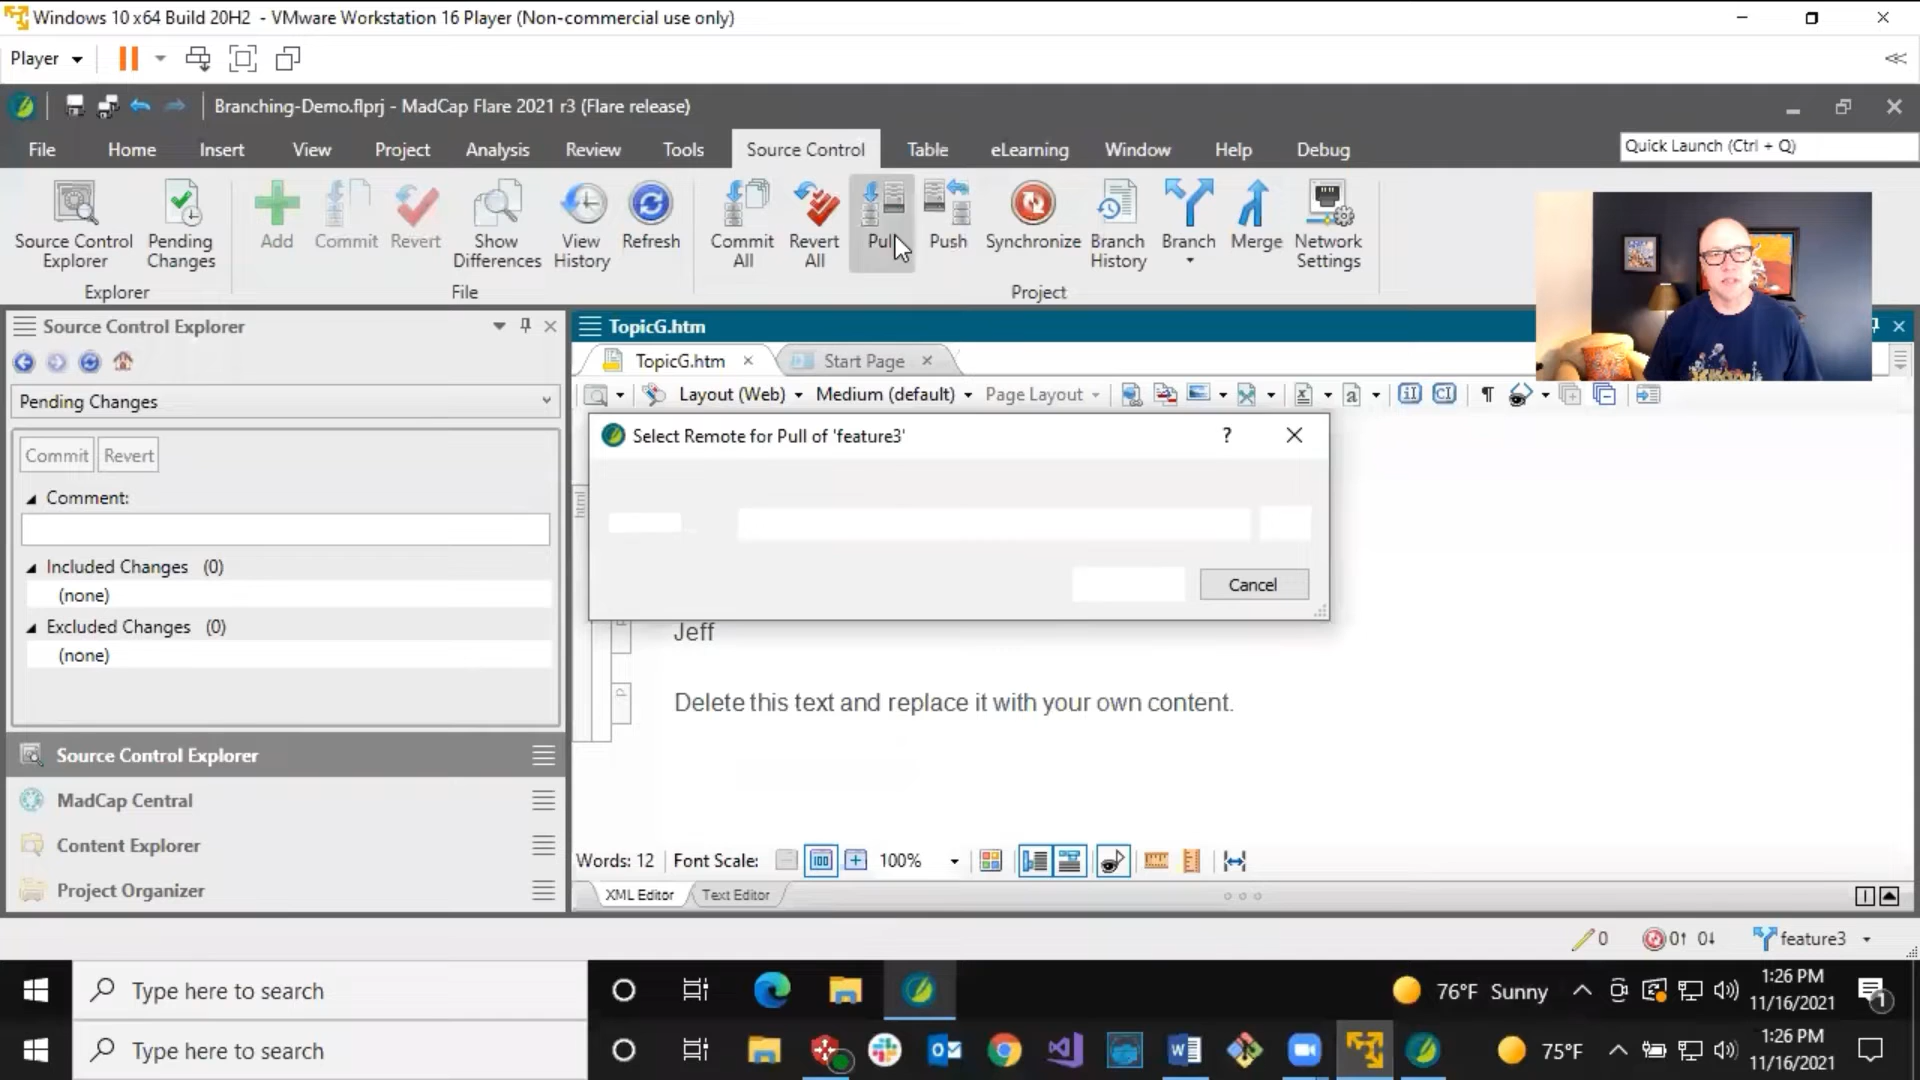 Windows 10 x64 Build 20H2 - VMware Workstation 16 Player (Non-commercial use only)
Player
Branching-Demo.flprj - MadCap Flare 2021 r3 (Flare release)
File Home Insert View Project Analysis Review Tools Source Control Table eLearning Window Help Debug
Quick Launch (Ctrl + Q)
Source Control Explorer
Pending Changes
Add
Commit
Revert
Show Differences
View History
Refresh
Commit All
Revert All
Pull
Push
Synchronize
Branch History
Branch
Merge
Network Settings
Explorer
File
Project
Source Control Explorer
Pending Changes
Commit Revert
Comment:
Included Changes (0)
(none)
Excluded Changes (0)
(none)
Source Control Explorer
MadCap Central
Content Explorer
Project Organizer
TopicG.htm
TopicG.htm Start Page
Layout (Web) Medium (default) Page Layout
Select Remote for Pull of 'feature3' ?
Cancel
Jeff
Delete this text and replace it with your own content.
Words: 12 Font Scale: 100 100%
XML Editor Text Editor
0 0 0 feature3
Type here to search
76°F Sunny
1:26 PM
11/16/2021
1
Type here to search
75°F
1:26 PM
11/16/2021